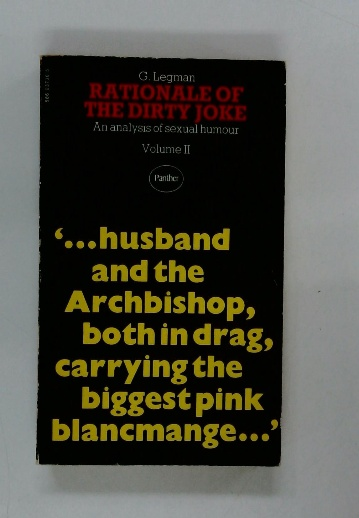 G. Legman
RATIONALE OF
THE DIRTY JOKE
An analysis of sexual humour
Volume II
Panther
‘...husband
and the
Archbishop,
both in drag,
carrying the
biggest pink
blancmange...’